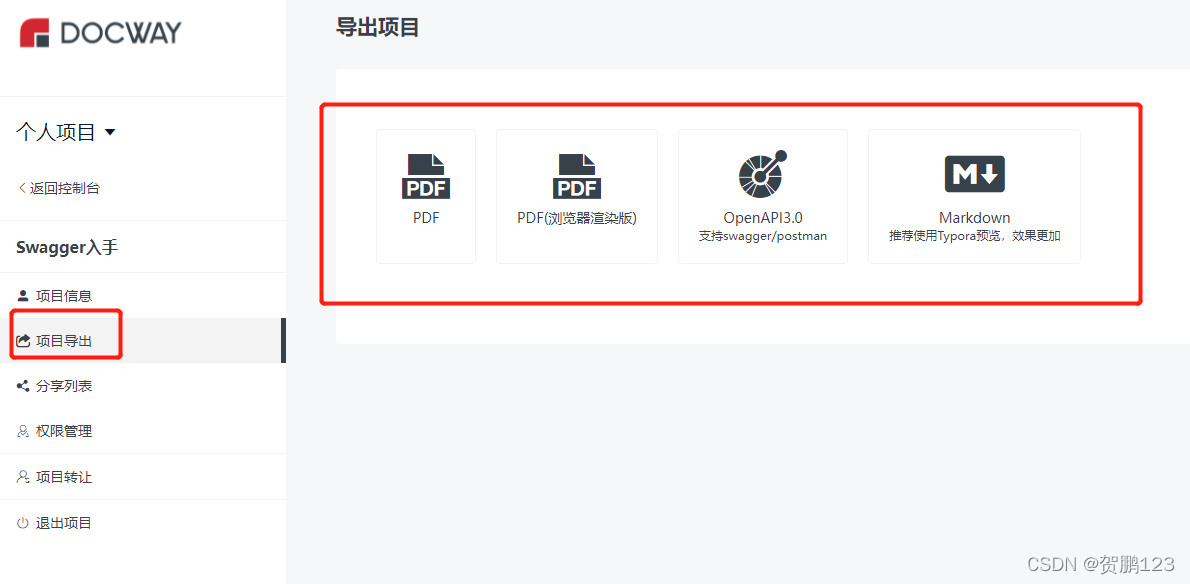 DOCWAY
个人项目
返回控制台
Swagger入手
项目信息
项目导出
分享列表
权限管理
项目转让
退出项目
导出项目
PDF
PDF
PDF
PDF(浏览器渲染版)
OpenAPI3.0
支持swagger/postman
M
Markdown
推荐使用Typora预览，效果更加
CSDN @贺鹏123